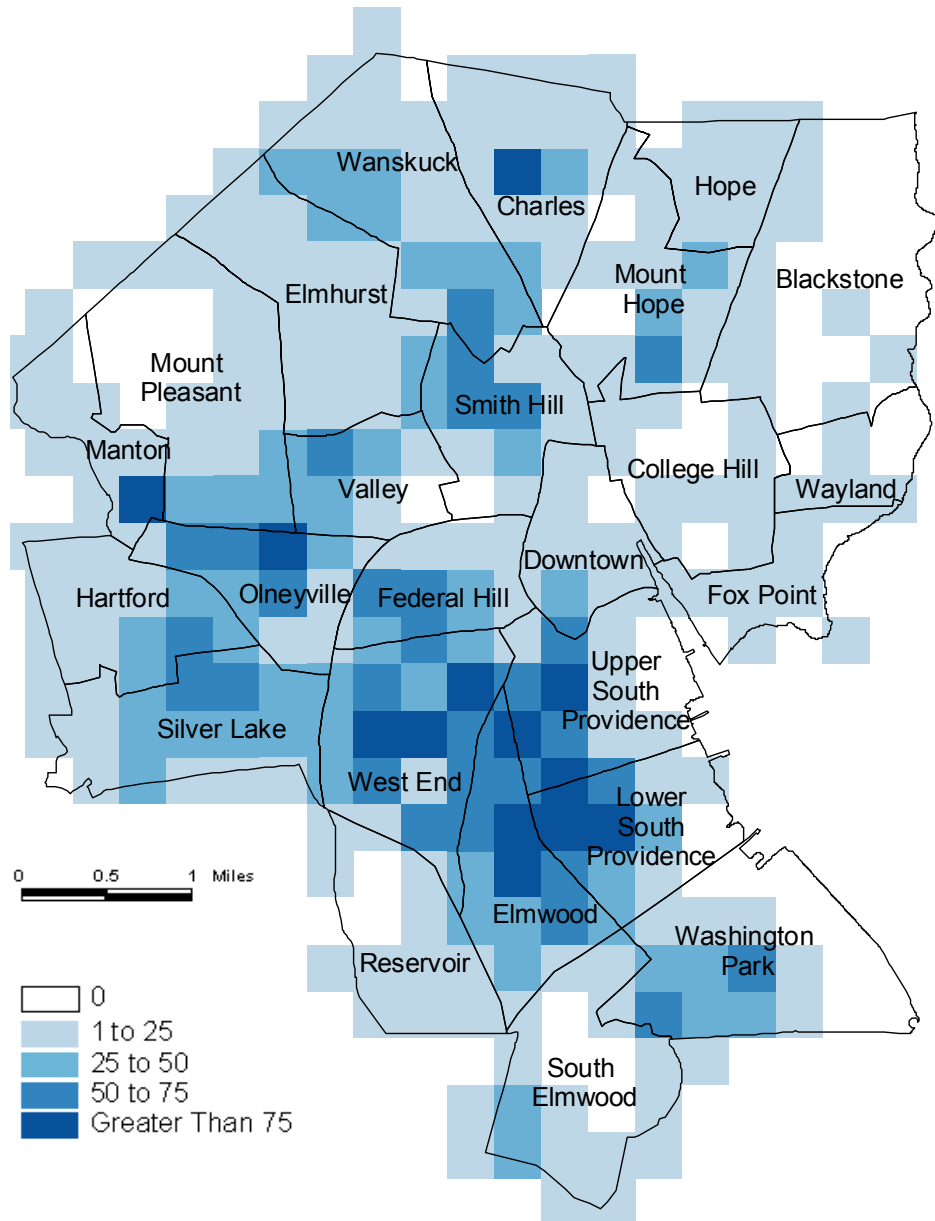 Wanskuck
Charles
Hope
Elmhurst
Mount
Hope
Blackstone
Mount
Pleasant
Smith Hill
Manton
Valley
College Hill
Wayland
Hartford
Olneyville
Federal Hill
Downtown
Fox Point
Upper
South
Providence
Silver Lake
West End
Lower
South
Providence
0 0.5 1 Miles
Elmwood
Washington
Park
Reservoir
0
1 to 25
25 to 50
50 to 75
Greater Than 75
South
Elmwood